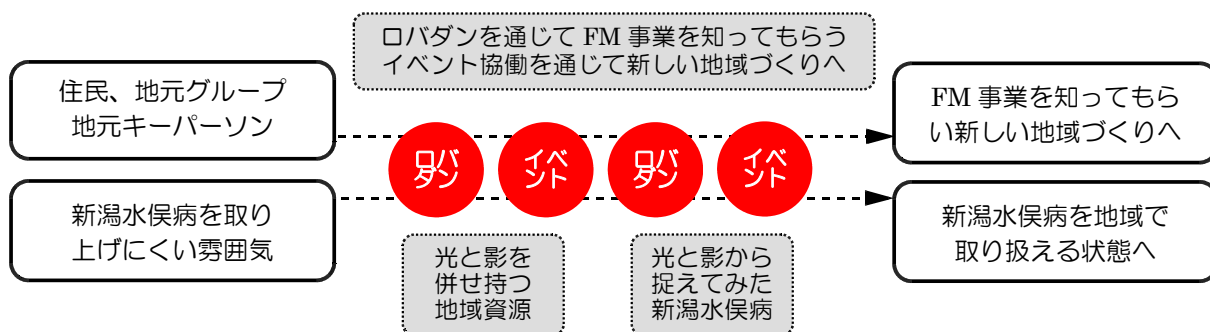 ロバダンを通じて FM 事業を知ってもらう
イベント協働を通じて新しい地域づくりへ
住民、地元グループ
地元キーパーソン
新潟水俣病を取り
上げにくい雰囲気
ロバ
ダン
イベ
ント
ロバ
ダン
イベ
ント
光と影を
併せ持つ
地域資源
光と影から
捉えてみた
新潟水俣病
FM 事業を知ってもら
い新しい地域づくりへ
新潟水俣病を地域で
取り扱える状態へ